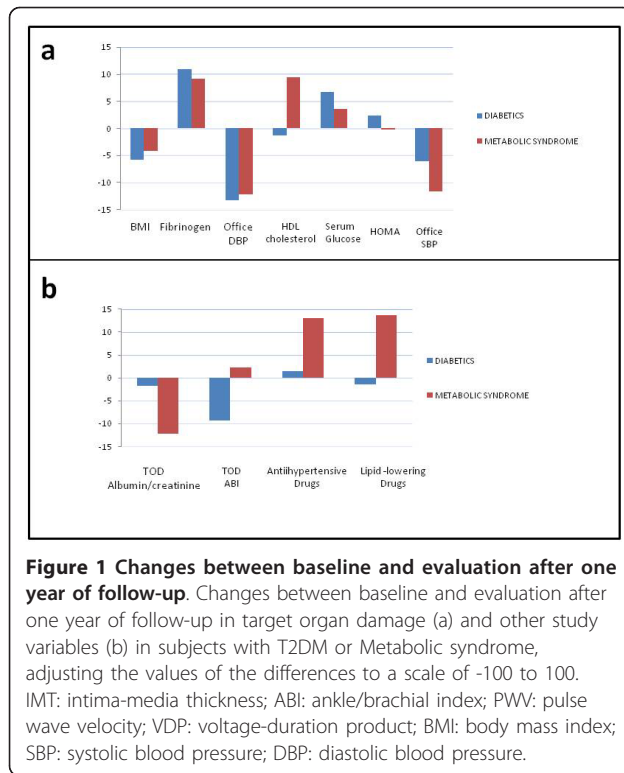 a
15
10
5
0
-5
-10
-15
BMI Fibrinogen Office DBP HDL cholesterol Serum Glucose HOMA Office SBP
DIABETICS
METABOLIC SYNDROME
b
15
10
5
0
-5
-10
-15
TOD Albumin/creatinine TOD ABI Antiihypertensive Drugs Lipid-lowering Drugs
DIABETICS
METABOLIC SYNDROME
Figure 1 Changes between baseline and evaluation after one
year of follow-up. Changes between baseline and evaluation after
one year of follow-up in target organ damage (a) and other study
variables (b) in subjects with T2DM or Metabolic syndrome,
adjusting the values of the differences to a scale of -100 to 100.
IMT: intima-media thickness; ABI: ankle/brachial index; PWV: pulse
wave velocity; VDP: voltage-duration product; BMI: body mass index;
SBP: systolic blood pressure; DBP: diastolic blood pressure.